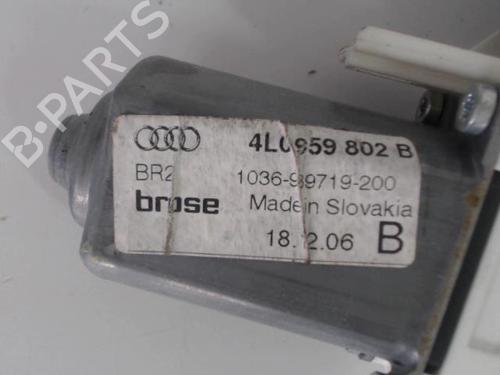 B-PARTS
4L0959 802 B
BR2 1036-99719-200
brose Made in Slovakia
18.12.06 B